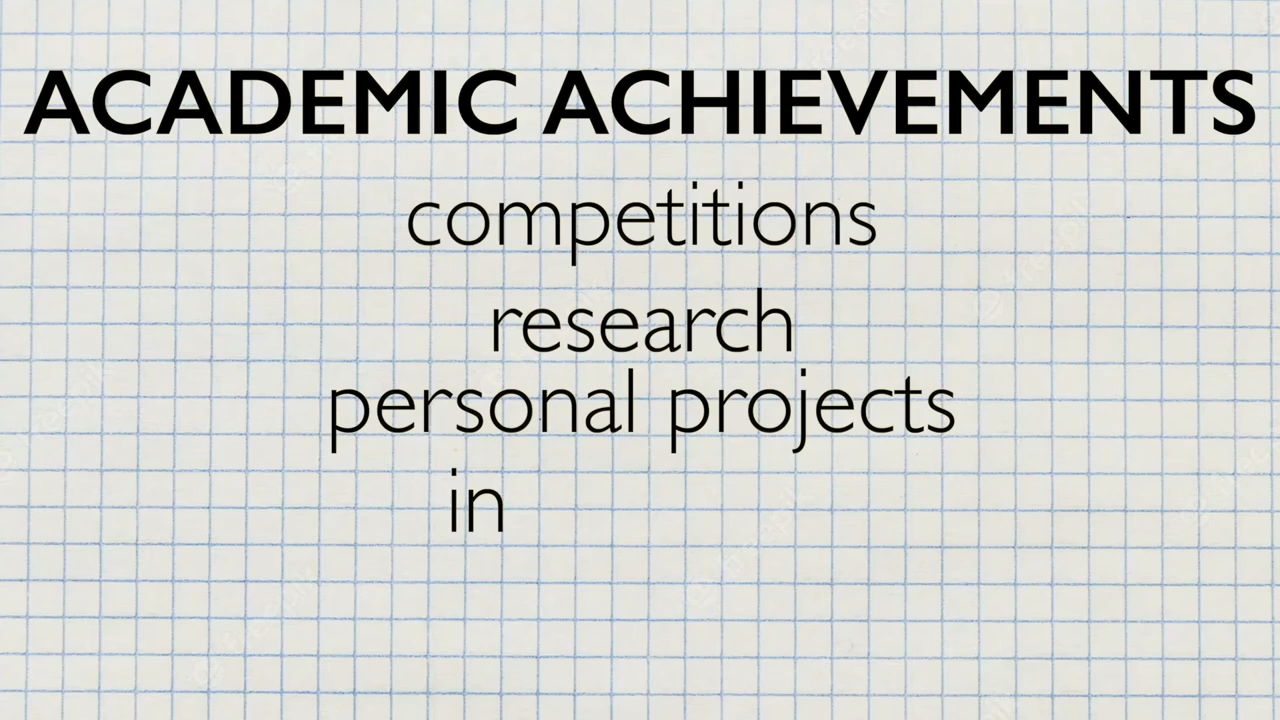 ACADEMIC ACHIEVEMENTS
competitions
research
personal projects
in